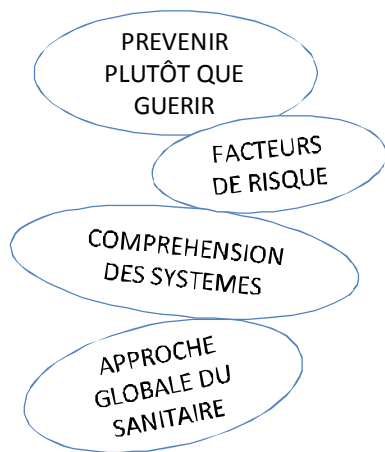 PREVENIR
PLUTÔT QUE
GUERIR
FACTEURS
DE RISQUE
COMPREHENSION
DES SYSTEMES
APPROCHE
GLOBALE DU
SANITAIRE